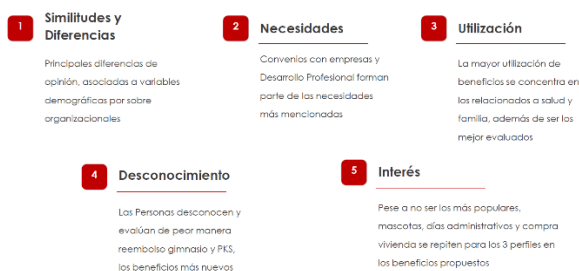 1
Similitudes y
Diferencias
Principales diferencias de
opinión, asociadas a variables
demográficas por sobre
organizacionales
2
Necesidades
Convenios con empresas y
Desarrollo Profesional forman
parte de las necesidades
más mencionadas
3
Utilización
La mayor utilización de
beneficios se concentra en
los relacionados a salud y
familia, además de ser los
mejor evaluados
4
Desconocimiento
Las Personas desconocen y
evalúan de peor manera
reembolso gimnasio y PKS,
los beneficios más nuevos
5
Interés
Pese a no ser los más populares,
mascotas, días administrativos y compra
vivienda se repiten para los 3 perfiles en
los beneficios propuestos